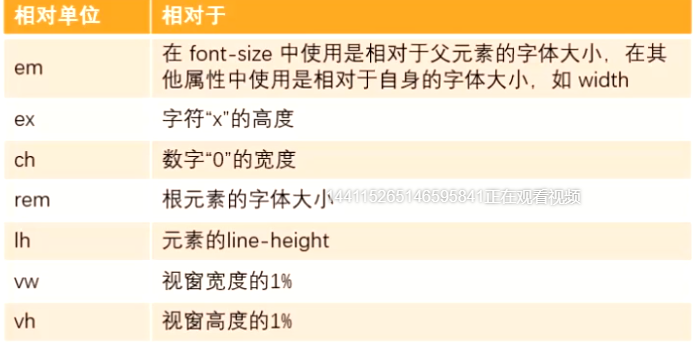 相对单位 相对于
em 在 font-size 中使用是相对于父元素的字体大小，在其
他属性中使用是相对于自身的字体大小，如 width
ex 字符“x”的高度
ch 数字“0”的宽度
rem 根元素的字体大小
144115265146595841正在观看视频
lh 元素的line-height
vw 视窗宽度的1%
vh 视窗高度的1%